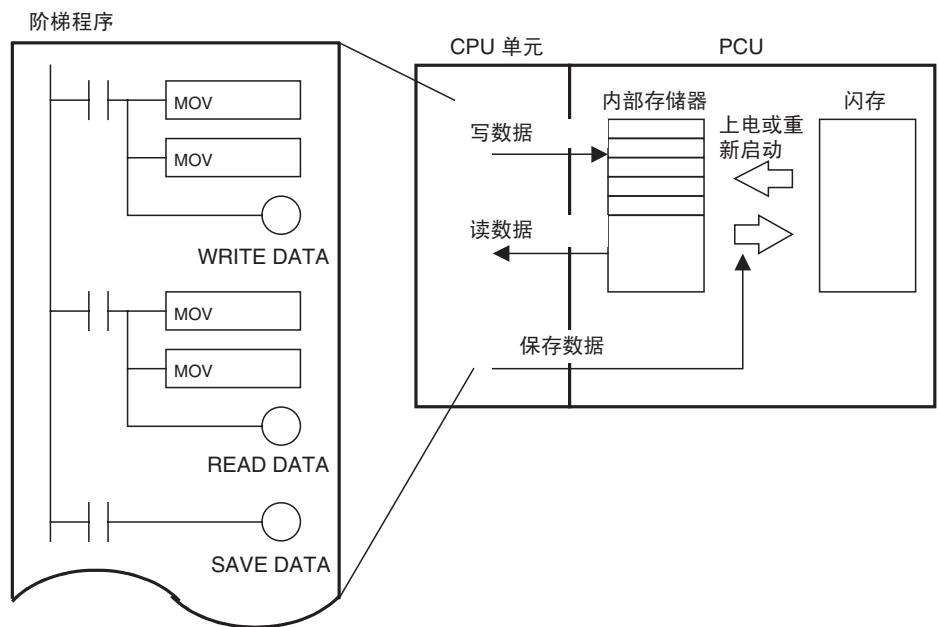 阶梯程序
MOV
MOV
WRITE DATA
MOV
MOV
READ DATA
SAVE DATA
CPU 单元
PCU
写数据
读数据
保存数据
内部存储器
上电或重
新启动
闪存